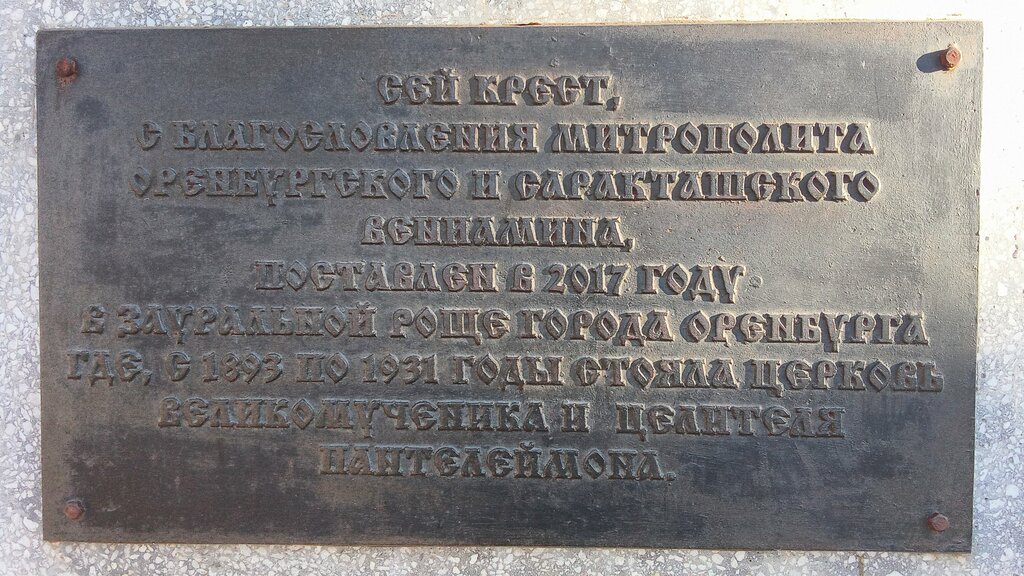 СЕЙ КРЕСТ,
С БЛАГОСЛОВЛЕНИЯ МИТРОПОЛИТА
ОРЕНБУРГСКОГО И САРАКТАШСКОГО
ВЕНИАМИНА,
ПОСТАВЛЕН В 2017 ГОДУ
В ЗАУРАЛЬНОЙ РОЩЕ ГОРОДА ОРЕНБУРГА
ГДЕ, С 1893 ПО 1931 ГОДЫ СТОЯЛА ЦЕРКОВЬ
ВЕЛИКОМУЧЕНИКА И ЦЕЛИТЕЛЯ
ПАНТЕЛЕЙМОНА.